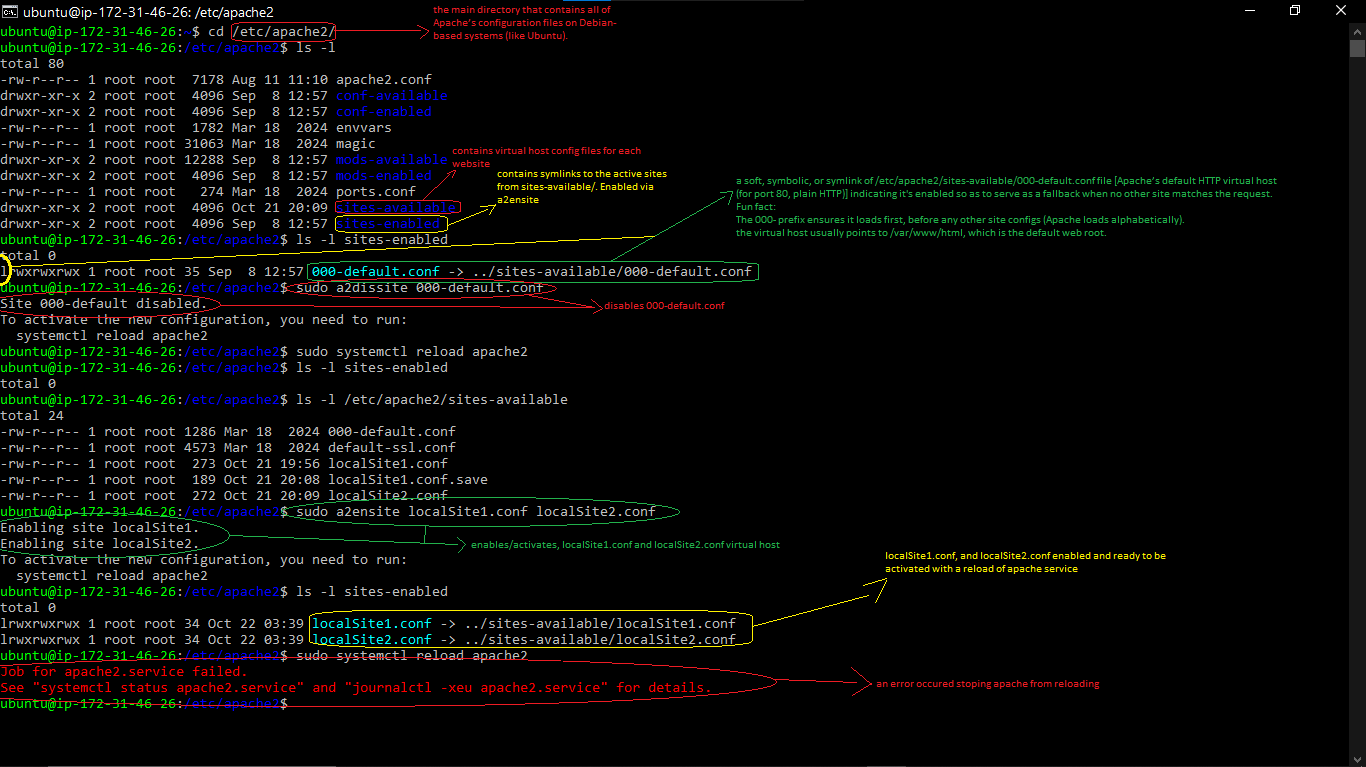 ubuntu@ip-172-31-46-26: /etc/apache2
the main directory that contains all of
Apache's configuration files on Debian-
based systems (like Ubuntu).
ubuntu@ip-172-31-46-26:~$ cd /etc/apache2/
ubuntu@ip-172-31-46-26:/etc/apache2$ ls -l
total 80
-rw-r--r-- 1 root root  7178 Aug 11 11:10 apache2.conf
drwxr-xr-x 2 root root  4096 Sep  8 12:57 conf-available
drwxr-xr-x 2 root root  4096 Sep  8 12:57 conf-enabled
-rw-r--r-- 1 root root  1782 Mar 18  2024 envvars
-rw-r--r-- 1 root root 31063 Mar 18  2024 magic
drwxr-xr-x 2 root root 12288 Sep  8 12:57 mods-available
drwxr-xr-x 2 root root  4096 Sep  8 12:57 mods-enabled
-rw-r--r-- 1 root root   274 Mar 18  2024 ports.conf
drwxr-xr-x 2 root root  4096 Oct 21 20:09 sites-available
drwxr-xr-x 2 root root  4096 Sep  8 12:57 sites-enabled
contains virtual host config files for each
website
contains symlinks to the active sites
from sites-available/. Enabled via
a2ensite
a soft, symbolic, or symlink of /etc/apache2/sites-available/000-default.conf file [Apache's default HTTP virtual host
(for port 80, plain HTTP)] indicating it's enabled so as to serve as a fallback when no other site matches the request.
Fun fact:
The 000- prefix ensures it loads first, before any other site configs (Apache loads alphabetically).
the virtual host usually points to /var/www/html, which is the default web root.
ubuntu@ip-172-31-46-26:/etc/apache2$ ls -l sites-enabled
total 0
lrwxrwxrwx 1 root root 35 Sep  8 12:57 000-default.conf -> ../sites-available/000-default.conf
ubuntu@ip-172-31-46-26:/etc/apache2$ sudo a2dissite 000-default.conf
Site 000-default disabled.
disables 000-default.conf
To activate the new configuration, you need to run:
  systemctl reload apache2
ubuntu@ip-172-31-46-26:/etc/apache2$ sudo systemctl reload apache2
ubuntu@ip-172-31-46-26:/etc/apache2$ ls -l sites-enabled
total 0
ubuntu@ip-172-31-46-26:/etc/apache2$ ls -l /etc/apache2/sites-available
total 24
-rw-r--r-- 1 root root 1286 Mar 18  2024 000-default.conf
-rw-r--r-- 1 root root 4573 Mar 18  2024 default-ssl.conf
-rw-r--r-- 1 root root  273 Oct 21 19:56 localSite1.conf
-rw-r--r-- 1 root root  189 Oct 21 20:08 localSite1.conf.save
-rw-r--r-- 1 root root  272 Oct 21 20:09 localSite2.conf
ubuntu@ip-172-31-46-26:/etc/apache2$ sudo a2ensite localSite1.conf localSite2.conf
Enabling site localSite1.
Enabling site localSite2.
enables/activates, localSite1.conf and localSite2.conf virtual host
To activate the new configuration, you need to run:
  systemctl reload apache2
localSite1.conf, and localSite2.conf enabled and ready to be
activated with a reload of apache service
ubuntu@ip-172-31-46-26:/etc/apache2$ ls -l sites-enabled
total 0
lrwxrwxrwx 1 root root 34 Oct 22 03:39 localSite1.conf -> ../sites-available/localSite1.conf
lrwxrwxrwx 1 root root 34 Oct 22 03:39 localSite2.conf -> ../sites-available/localSite2.conf
ubuntu@ip-172-31-46-26:/etc/apache2$ sudo systemctl reload apache2
Job for apache2.service failed.
See "systemctl status apache2.service" and "journalctl -xeu apache2.service" for details.
an error occured stoping apache from reloading
ubuntu@ip-172-31-46-26:/etc/apache2$